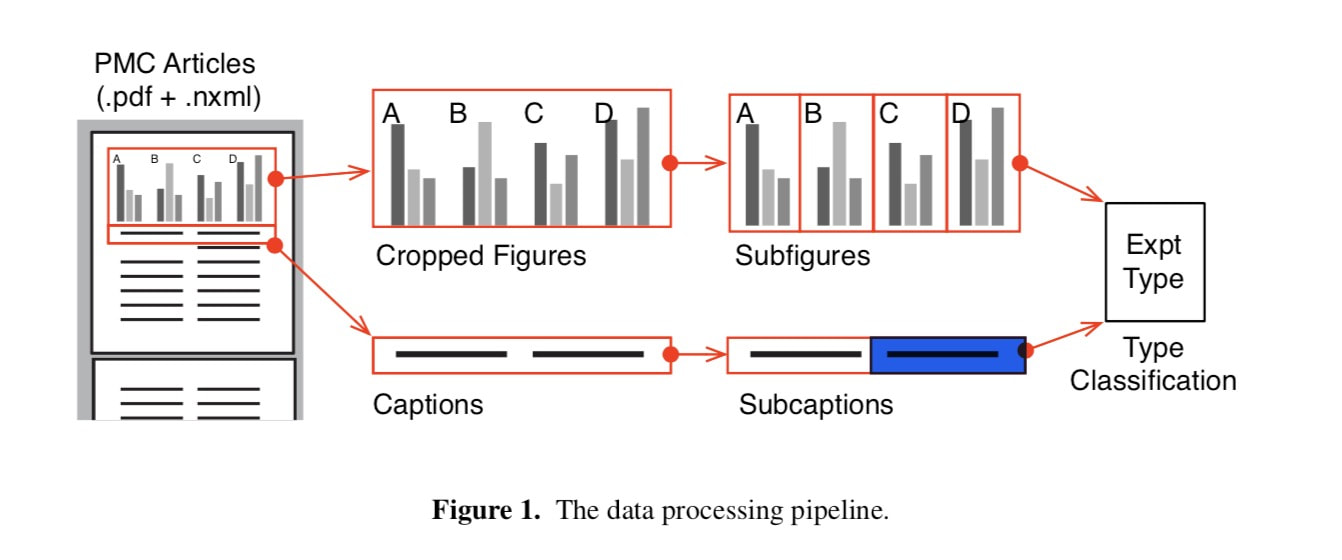 PMC Articles
(.pdf + .nxml)
A B C D
A B C D
Cropped Figures
A B C D
Subfigures
Expt
Type
Type
Classification
Captions
Subcaptions
Figure 1. The data processing pipeline.